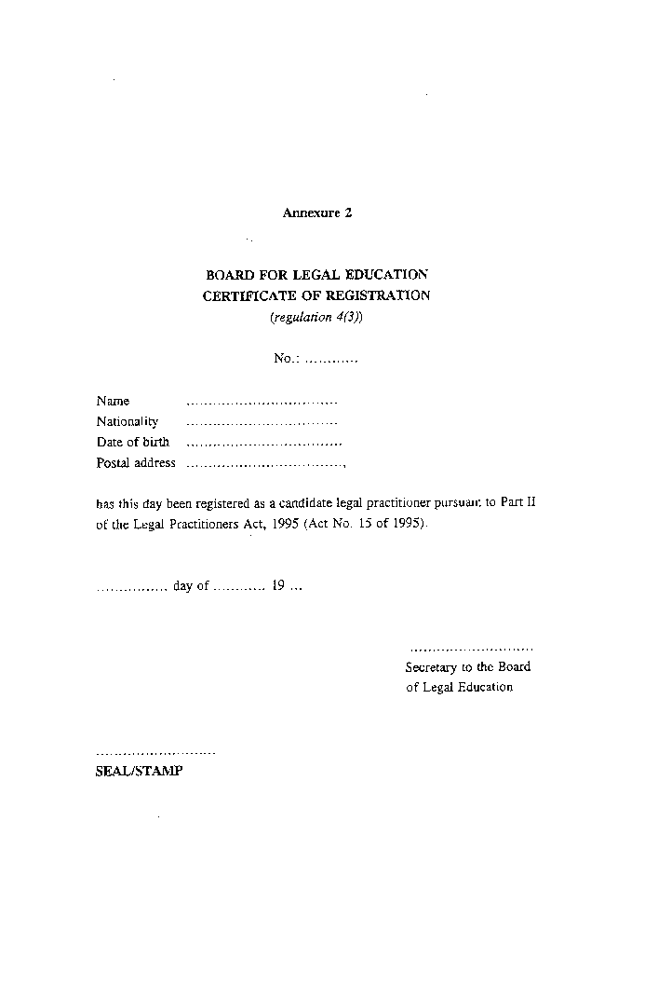 Annexure 2
BOARD FOR LEGAL EDUCATION
CERTIFICATE OF REGISTRATION
(regulation 4(3))
No.: ............
Name ..................................
Nationality ..................................
Date of birth ...................................
Postal address ...................................,
has this day been registered as a candidate legal practitioner pursuant to Part II
of the Legal Practitioners Act, 1995 (Act No. 15 of 1995).
................ day of ............ 19 ...
............................
Secretary to the Board
of Legal Education
...........................
SEAL/STAMP